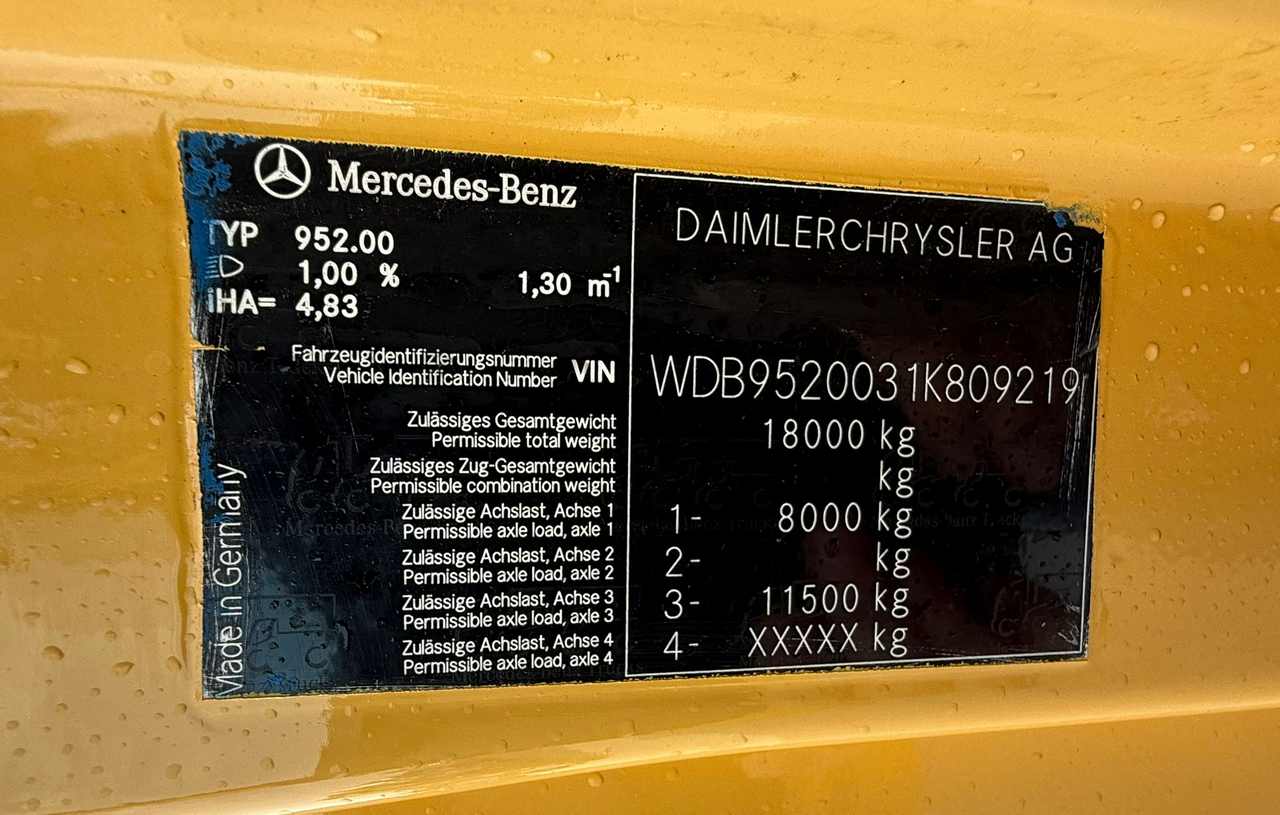 Mercedes-Benz
TYP 952.00
1,00 % 1,30 m⁻¹
iHA= 4,83
DAIMLERCHRYSLER AG
Fahrzeugidentifizierungsnummer
Vehicle Identification Number VIN WDB9520031K809219
Zulässiges Gesamtgewicht
Permissible total weight 18000 kg
Zulässiges Zug-Gesamtgewicht
Permissible combination weight kg
Zulässige Achslast, Achse 1
Permissible axle load, axle 1 1- 8000 kg
Zulässige Achslast, Achse 2
Permissible axle load, axle 2 2- kg
Zulässige Achslast, Achse 3
Permissible axle load, axle 3 3- 11500 kg
Zulässige Achslast, Achse 4
Permissible axle load, axle 4 4- XXXXX kg
Made in Germany